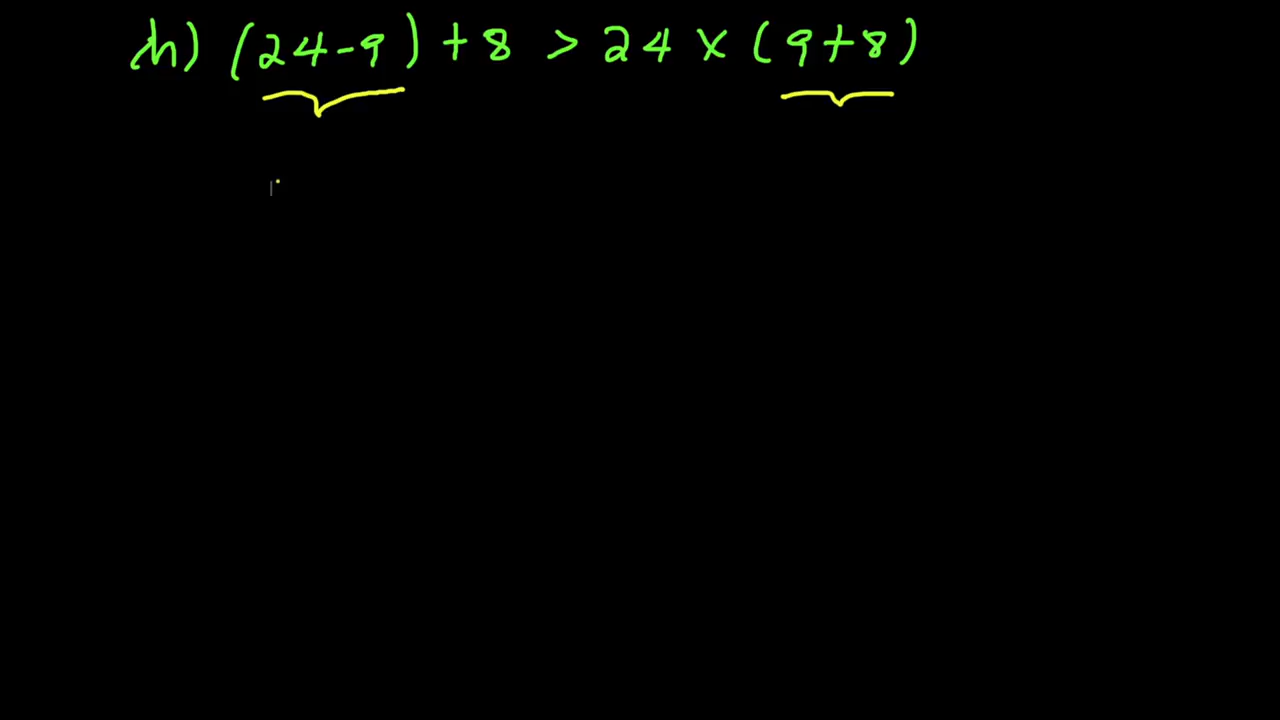 h) (24-9) + 8 > 24 × (9+8)